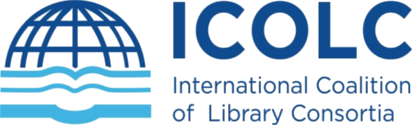 ICOLC
International Coalition
of Library Consortia